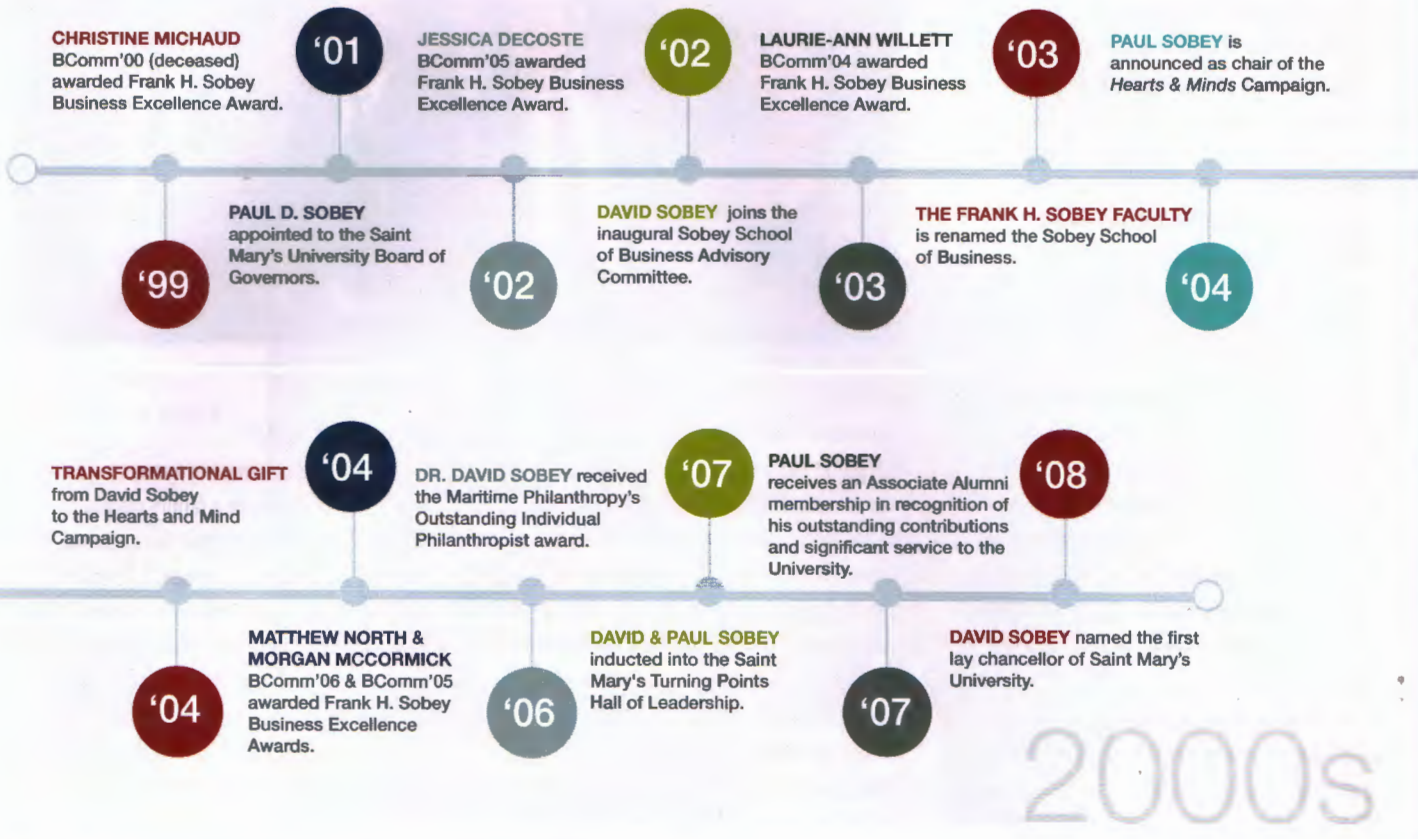 CHRISTINE MICHAUD
BComm'00 (deceased)
awarded Frank H. Sobey
Business Excellence Award.
'99
'01
PAUL D. SOBEY
appointed to the Saint
Mary's University Board of
Governors.
JESSICA DECOSTE
BComm'05 awarded
Frank H. Sobey Business
Excellence Award.
'02
'02
DAVID SOBEY joins the
inaugural Sobey School
of Business Advisory
Committee.
LAURIE-ANN WILLETT
BComm'04 awarded
Frank H. Sobey Business
Excellence Award.
'03
'03
THE FRANK H. SOBEY FACULTY
is renamed the Sobey School
of Business.
PAUL SOBEY is
announced as chair of the
Hearts & Minds Campaign.
'04
TRANSFORMATIONAL GIFT
from David Sobey
to the Hearts and Mind
Campaign.
'04
'04
MATTHEW NORTH &
MORGAN MCCORMICK
BComm'06 & BComm'05
awarded Frank H. Sobey
Business Excellence
Awards.
DR. DAVID SOBEY received
the Maritime Philanthropy's
Outstanding Individual
Philanthropist award.
'06
'07
DAVID & PAUL SOBEY
inducted into the Saint
Mary's Turning Points
Hall of Leadership.
PAUL SOBEY
receives an Associate Alumni
membership in recognition of
his outstanding contributions
and significant service to the
University.
'07
'08
DAVID SOBEY named the first
lay chancellor of Saint Mary's
University.
2000s